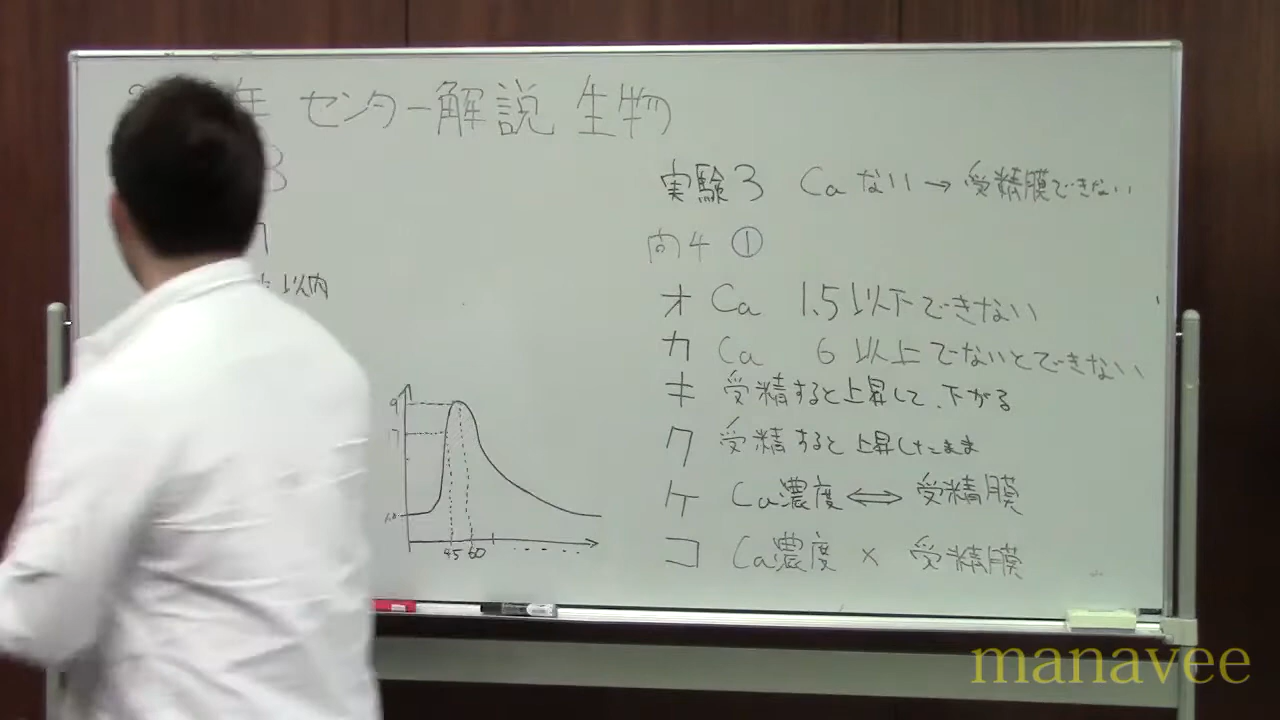 年 センター解説 生物
3
以内
9
7
45 60
実験3 Caない→受精膜できない
問4 ①
オ Ca 1.5以下できない
カ Ca 6以上でないとできない
キ 受精すると上昇して、下がる
ク 受精すると上昇したまま
ケ Ca濃度⇔受精膜
コ Ca濃度 × 受精膜
manavee